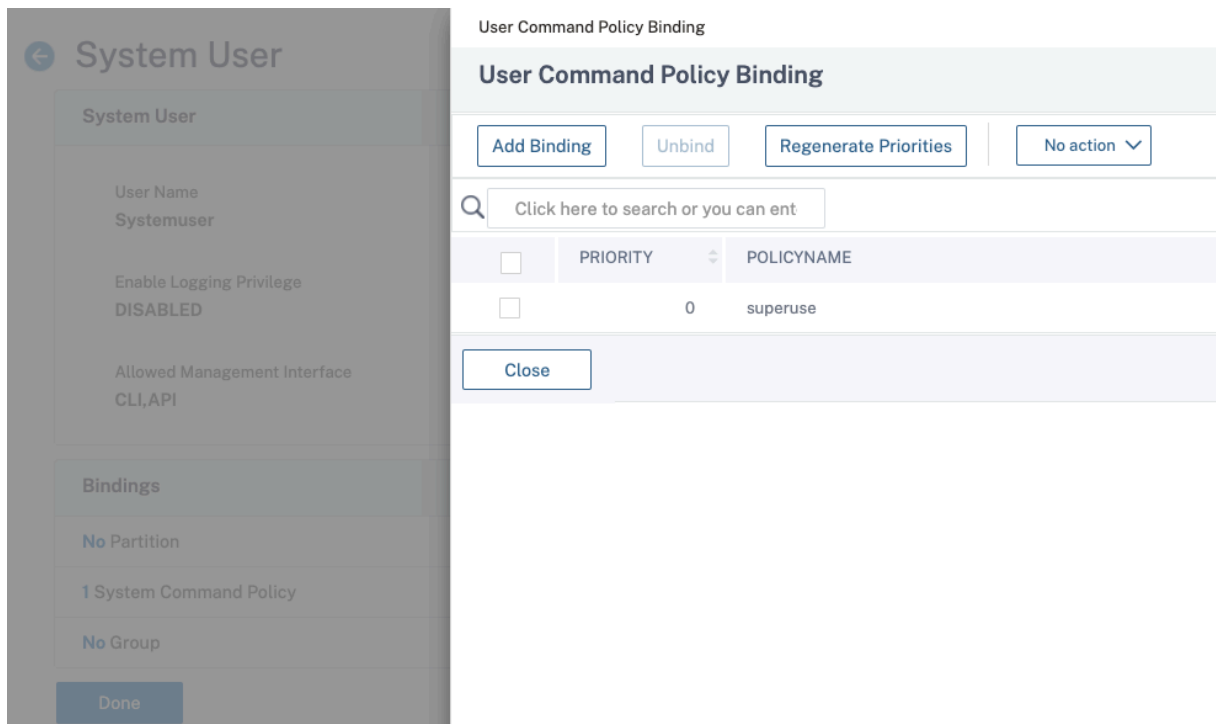 System User
System User
User Name
Systemuser
Enable Logging Privilege
DISABLED
Allowed Management Interface
CLI,API
Bindings
No Partition
1 System Command Policy
No Group
Done
User Command Policy Binding
User Command Policy Binding
Add Binding Unbind Regenerate Priorities No action
Click here to search or you can ent
PRIORITY POLICYNAME
0 superuse
Close